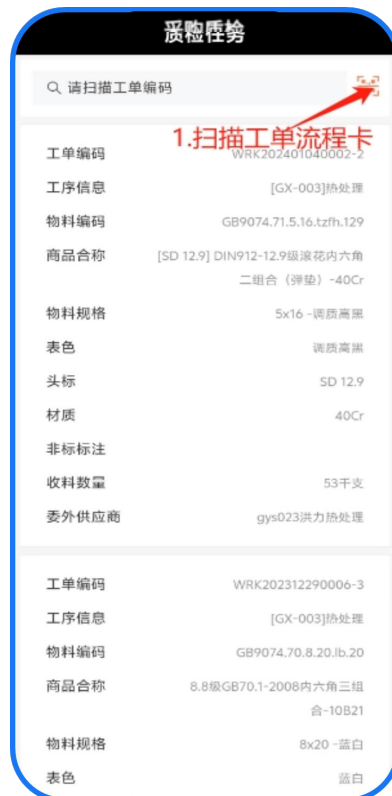 采购任务
请扫描工单编码
1.扫描工单流程卡
工单编码 WRK202401040002-2
工序信息 [GX-003]热处理
物料编码 GB9074.71.5.16.tzfh.129
商品合称 [SD 12.9] DIN912-12.9级滚花内六角
二组合（弹垫）-40Cr
物料规格 5x16 -调质高黑
表色 调质高黑
头标 SD 12.9
材质 40Cr
非标标注
收料数量 53千支
委外供应商 gys023洪力热处理
工单编码 WRK202312290006-3
工序信息 [GX-003]热处理
物料编码 GB9074.70.8.20.lb.20
商品合称 8.8级GB70.1-2008内六角三组
合-10B21
物料规格 8x20 -蓝白
表色 蓝白